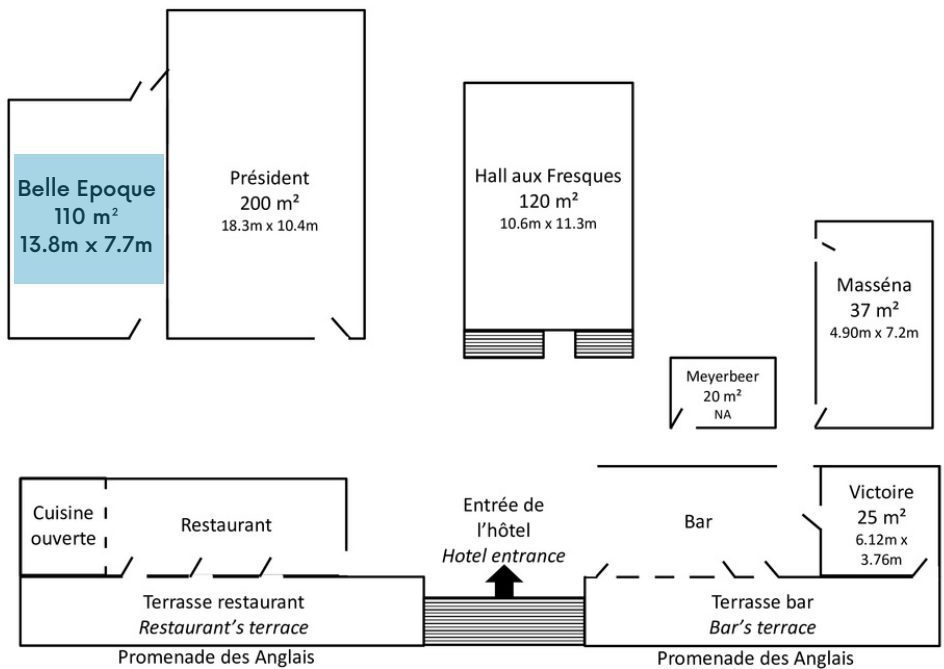 Belle Epoque
110 m²
13.8m x 7.7m
Président
200 m²
18.3m x 10.4m
Hall aux Fresques
120 m²
10.6m x 11.3m
Masséna
37 m²
4.90m x 7.2m
Meyerbeer
20 m²
NA
Cuisine
ouverte
Restaurant
Entrée de
l’hôtel
Hotel entrance
Bar
Victoire
25 m²
6.12m x
3.76m
Terrasse restaurant
Restaurant’s terrace
Terrasse bar
Bar’s terrace
Promenade des Anglais
Promenade des Anglais